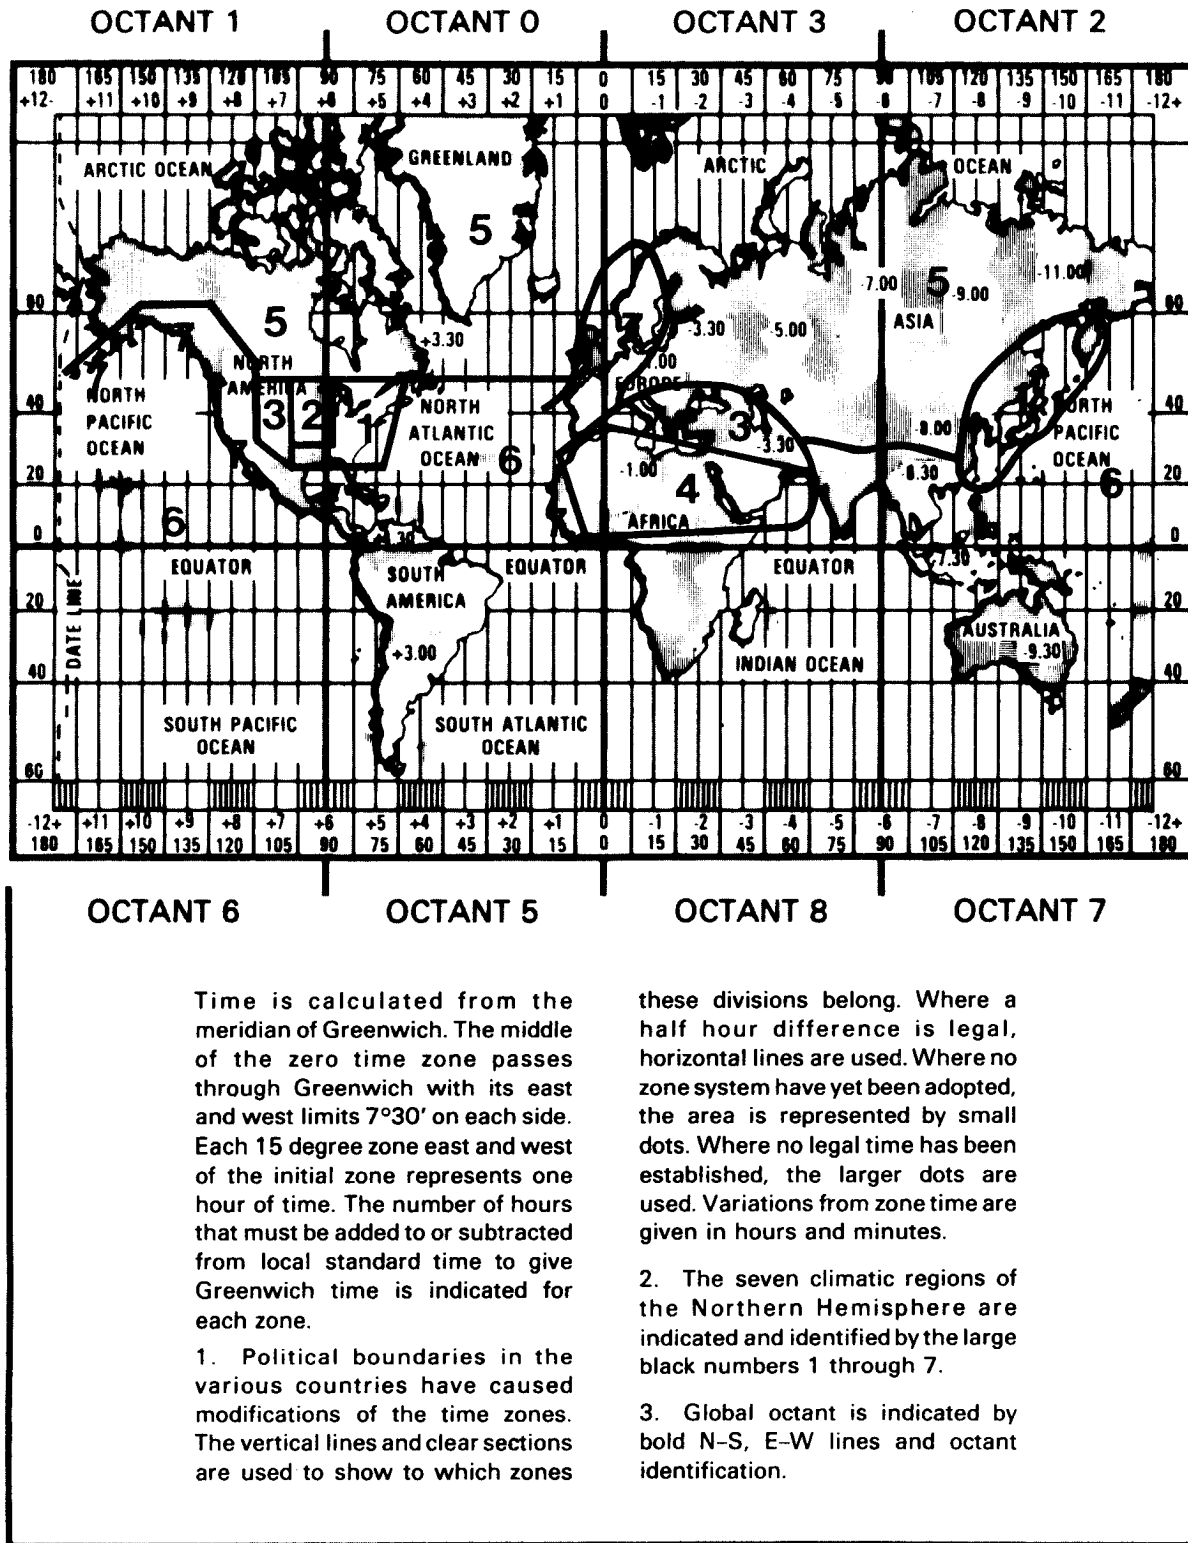 OCTANT 1 OCTANT 0 OCTANT 3 OCTANT 2
180 165 150 135 120 105 90 75 60 45 30 15 0 15 30 45 60 75 90 105 120 135 150 165 180
+12- +11 +10 +9 +8 +7 +6 +5 +4 +3 +2 +1 0 -1 -2 -3 -4 -5 -6 -7 -8 -9 -10 -11 -12+
ARCTIC OCEAN
GREENLAND
ARCTIC
OCEAN
5
5
-7.00
5
-9.00
-11.00
60
60
5
+3.30
-3.30
-5.00
ASIA
NORTH
AMERICA
EUROPE
NORTH
PACIFIC
OCEAN
40
3
2
1
NORTH
ATLANTIC
OCEAN
6
3
-3.30
-8.00
40
PACIFIC
OCEAN
6
-1.00
4
20
20
6
AFRICA
0
0
EQUATOR
SOUTH
AMERICA
EQUATOR
EQUATOR
-7.30
20
20
DATE LINE
+3.00
INDIAN OCEAN
AUSTRALIA
-9.30
40
40
SOUTH PACIFIC
OCEAN
SOUTH ATLANTIC
OCEAN
60
60
-12+ +11 +10 +9 +8 +7 +6 +5 +4 +3 +2 +1 0 -1 -2 -3 -4 -5 -6 -7 -8 -9 -10 -11 -12+
180 165 150 135 120 105 90 75 60 45 30 15 0 15 30 45 60 75 90 105 120 135 150 165 180
OCTANT 6 OCTANT 5 OCTANT 8 OCTANT 7
Time is calculated from the
meridian of Greenwich. The middle
of the zero time zone passes
through Greenwich with its east
and west limits 7°30′ on each side.
Each 15 degree zone east and west
of the initial zone represents one
hour of time. The number of hours
that must be added to or subtracted
from local standard time to give
Greenwich time is indicated for
each zone.
1. Political boundaries in the
various countries have caused
modifications of the time zones.
The vertical lines and clear sections
are used to show to which zones
these divisions belong. Where a
half hour difference is legal,
horizontal lines are used. Where no
zone system have yet been adopted,
the area is represented by small
dots. Where no legal time has been
established, the larger dots are
used. Variations from zone time are
given in hours and minutes.
2. The seven climatic regions of
the Northern Hemisphere are
indicated and identified by the large
black numbers 1 through 7.
3. Global octant is indicated by
bold N–S, E–W lines and octant
identification.